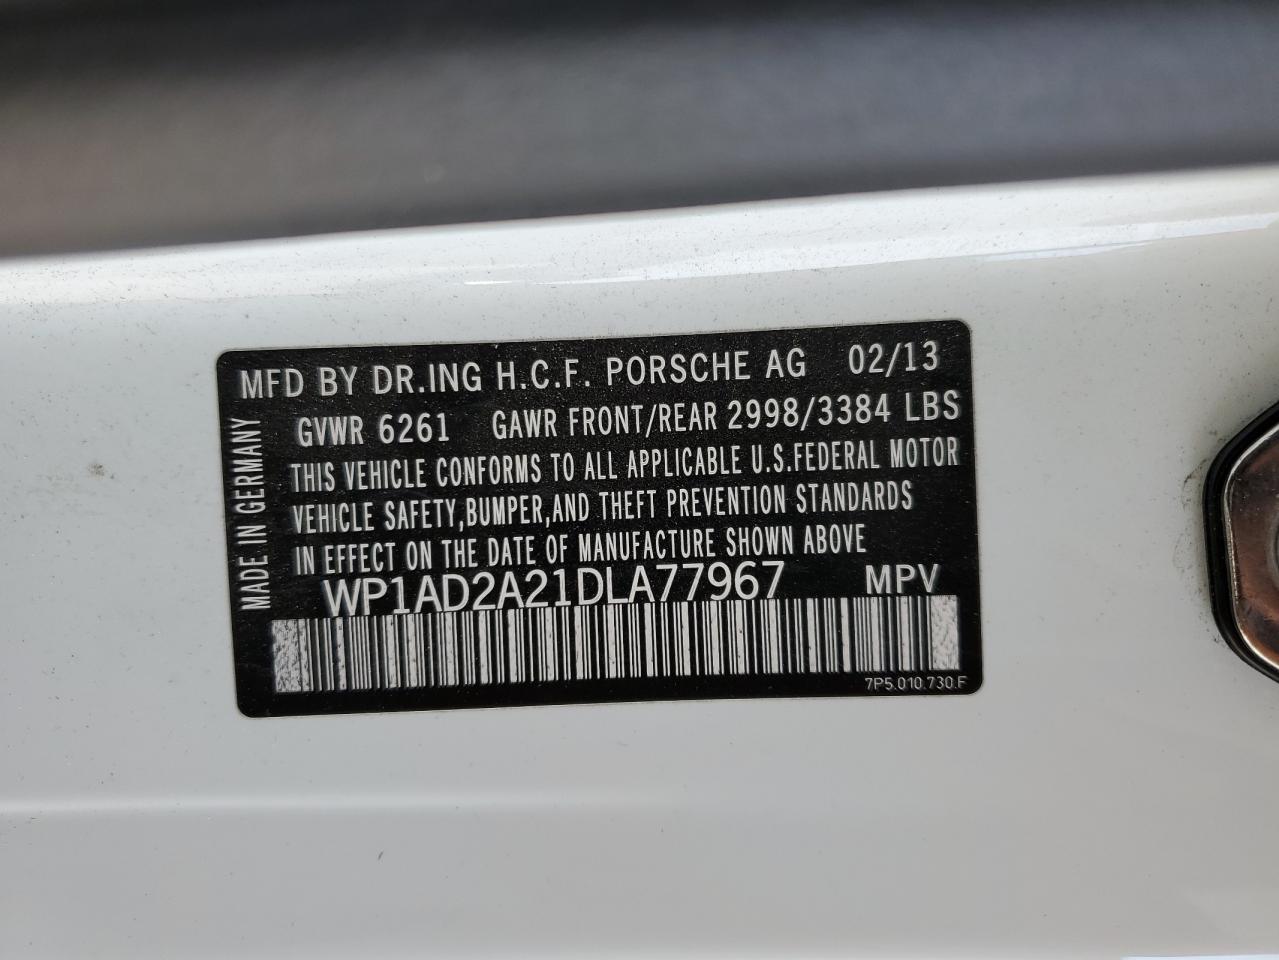 MFD BY DR.ING H.C.F. PORSCHE AG 02/13
GVWR 6261 GAWR FRONT/REAR 2998/3384 LBS
THIS VEHICLE CONFORMS TO ALL APPLICABLE U.S.FEDERAL MOTOR
VEHICLE SAFETY,BUMPER,AND THEFT PREVENTION STANDARDS
IN EFFECT ON THE DATE OF MANUFACTURE SHOWN ABOVE
WP1AD2A21DLA77967 MPV
7P5.010.730.F
MADE IN GERMANY